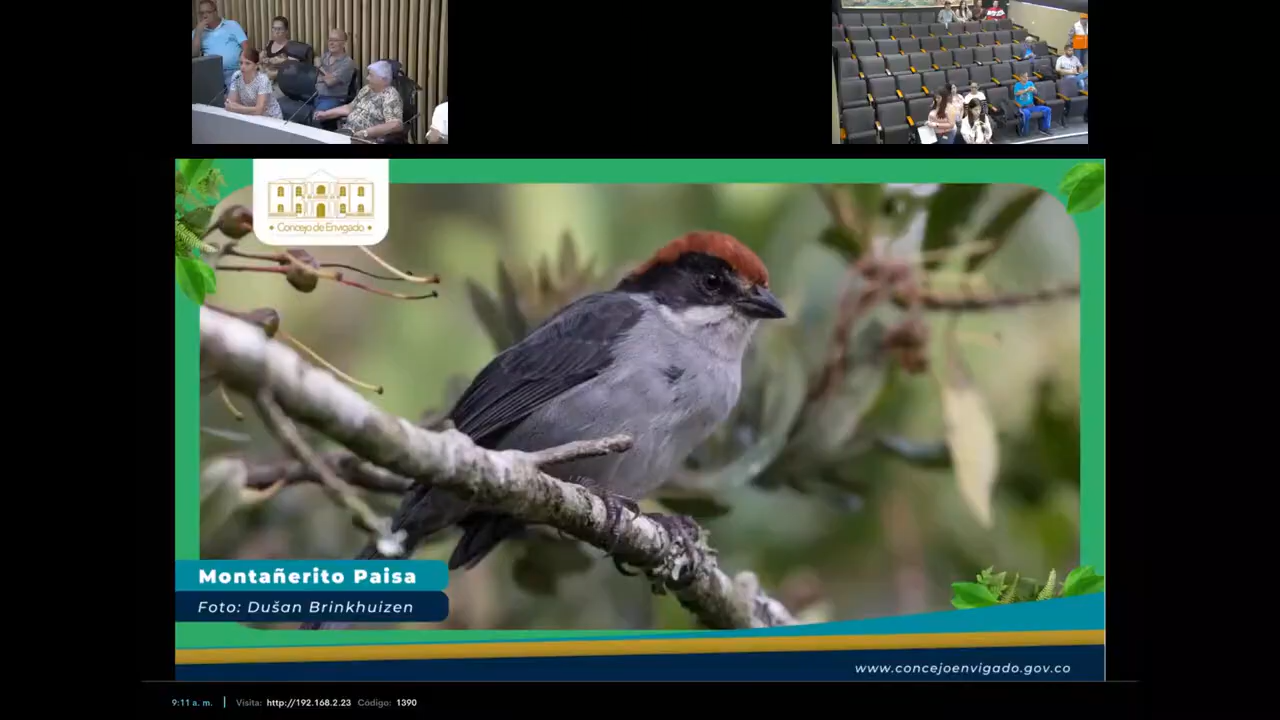 Concejo de Envigado
Montañerito Paisa
Foto: Dušan Brinkhuizen
www.concejoenvigado.gov.co
9:11 a. m. | Visita: http://192.168.2.23 Código: 1390